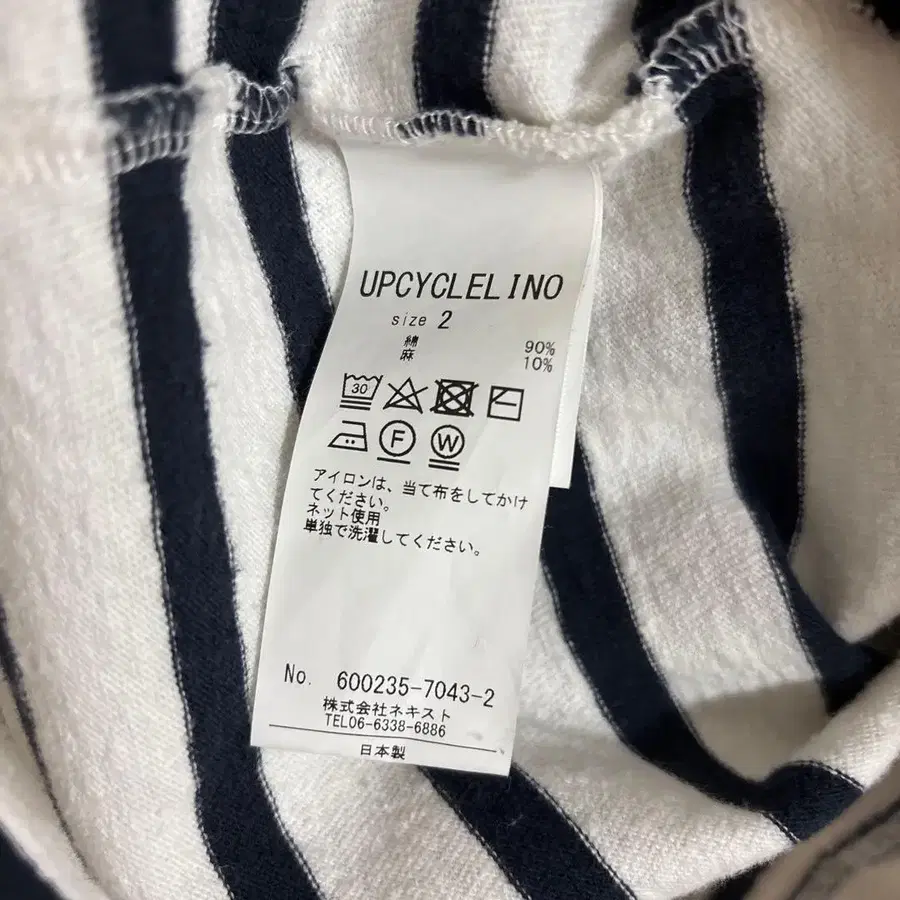 UPCYCLELINO
size 2
綿 90%
麻 10%
30
F W
アイロンは、当て布をしてかけ
てください。
ネット使用
単独で洗濯してください。
No. 600235-7043-2
株式会社ネキスト
TEL06-6338-6886
日本製